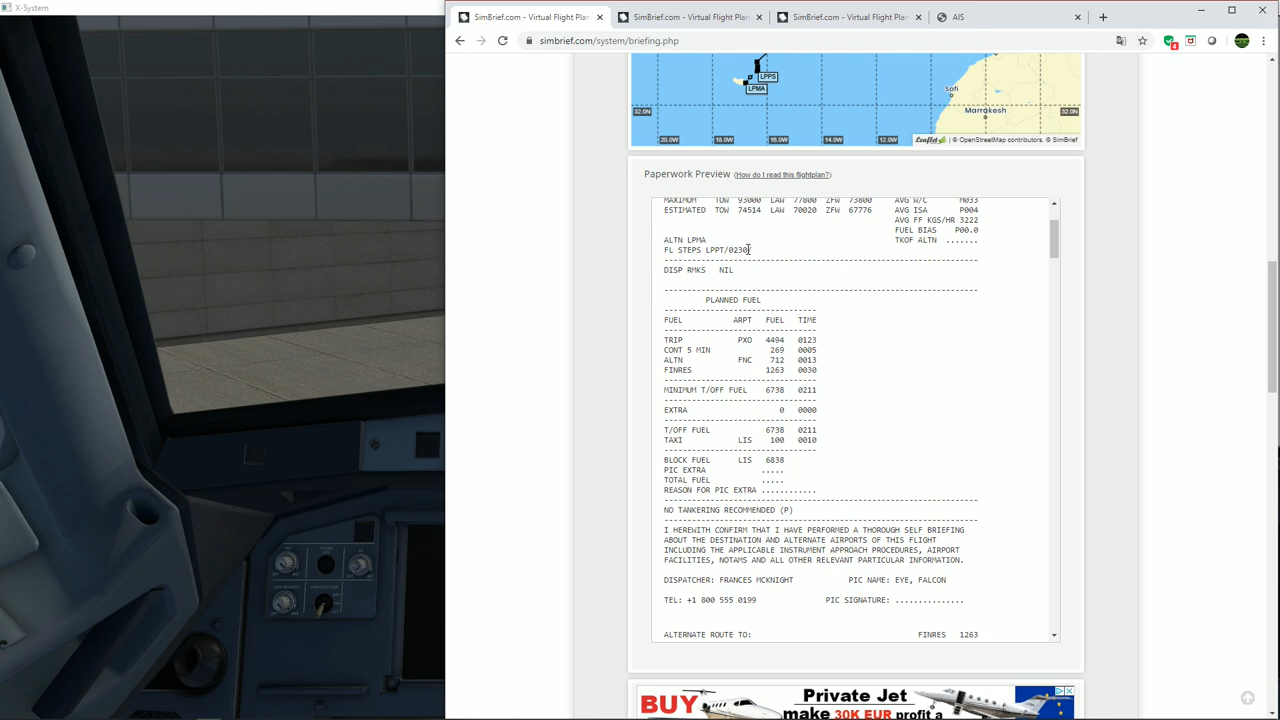 X-System
SimBrief.com - Virtual Flight Plan
SimBrief.com - Virtual Flight Plan
SimBrief.com - Virtual Flight Plan
AIS
simbrief.com/system/briefing.php
4
LPPS
LPMA
Safi
Marrakesh
32.0N
32.0N
20.0W 18.0W 16.0W 14.0W 12.0W
Leaflet | © OpenStreetMap contributors, © SimBrief
Paperwork Preview (How do I read this flightplan?)
MAXIMUM TOW 93000 LAW 77800 ZFW 73800 AVG W/C M033
ESTIMATED TOW 74514 LAW 70020 ZFW 67776 AVG ISA P004
AVG FF KGS/HR 3222
FUEL BIAS P00.0
ALTN LPMA TKOF ALTN .......
FL STEPS LPPT/0230/
DISP RMKS NIL
PLANNED FUEL
FUEL ARPT FUEL TIME
TRIP PXO 4494 0123
CONT 5 MIN 269 0005
ALTN FNC 712 0013
FINRES 1263 0030
MINIMUM T/OFF FUEL 6738 0211
EXTRA 0 0000
T/OFF FUEL 6738 0211
TAXI LIS 100 0010
BLOCK FUEL LIS 6838
PIC EXTRA .....
TOTAL FUEL .....
REASON FOR PIC EXTRA ............
NO TANKERING RECOMMENDED (P)
I HEREWITH CONFIRM THAT I HAVE PERFORMED A THOROUGH SELF BRIEFING
ABOUT THE DESTINATION AND ALTERNATE AIRPORTS OF THIS FLIGHT
INCLUDING THE APPLICABLE INSTRUMENT APPROACH PROCEDURES, AIRPORT
FACILITIES, NOTAMS AND ALL OTHER RELEVANT PARTICULAR INFORMATION.
DISPATCHER: FRANCES MCKNIGHT PIC NAME: EYE, FALCON
TEL: +1 800 555 0199 PIC SIGNATURE: ...............
ALTERNATE ROUTE TO: FINRES 1263
BUY
Private Jet
make 30K EUR profit a